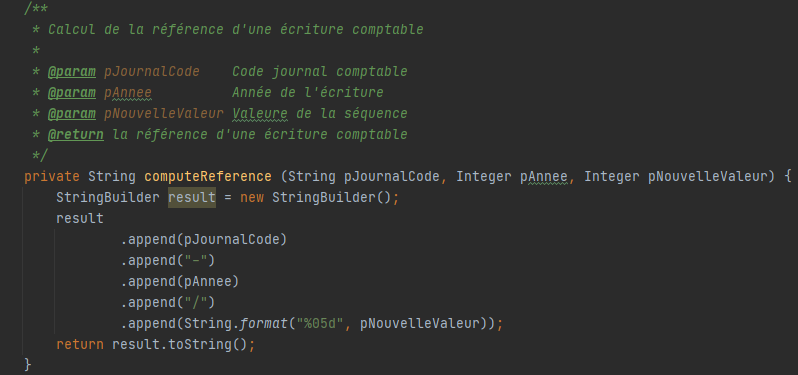 /**
 * Calcul de la référence d'une écriture comptable
 *
 * @param pJournalCode    Code journal comptable
 * @param pAnnee          Année de l'écriture
 * @param pNouvelleValeur Valeure de la séquence
 * @return la référence d'une écriture comptable
 */
private String computeReference (String pJournalCode, Integer pAnnee, Integer pNouvelleValeur) {
    StringBuilder result = new StringBuilder();
    result
            .append(pJournalCode)
            .append("-")
            .append(pAnnee)
            .append("/")
            .append(String.format("%05d", pNouvelleValeur));
    return result.toString();
}